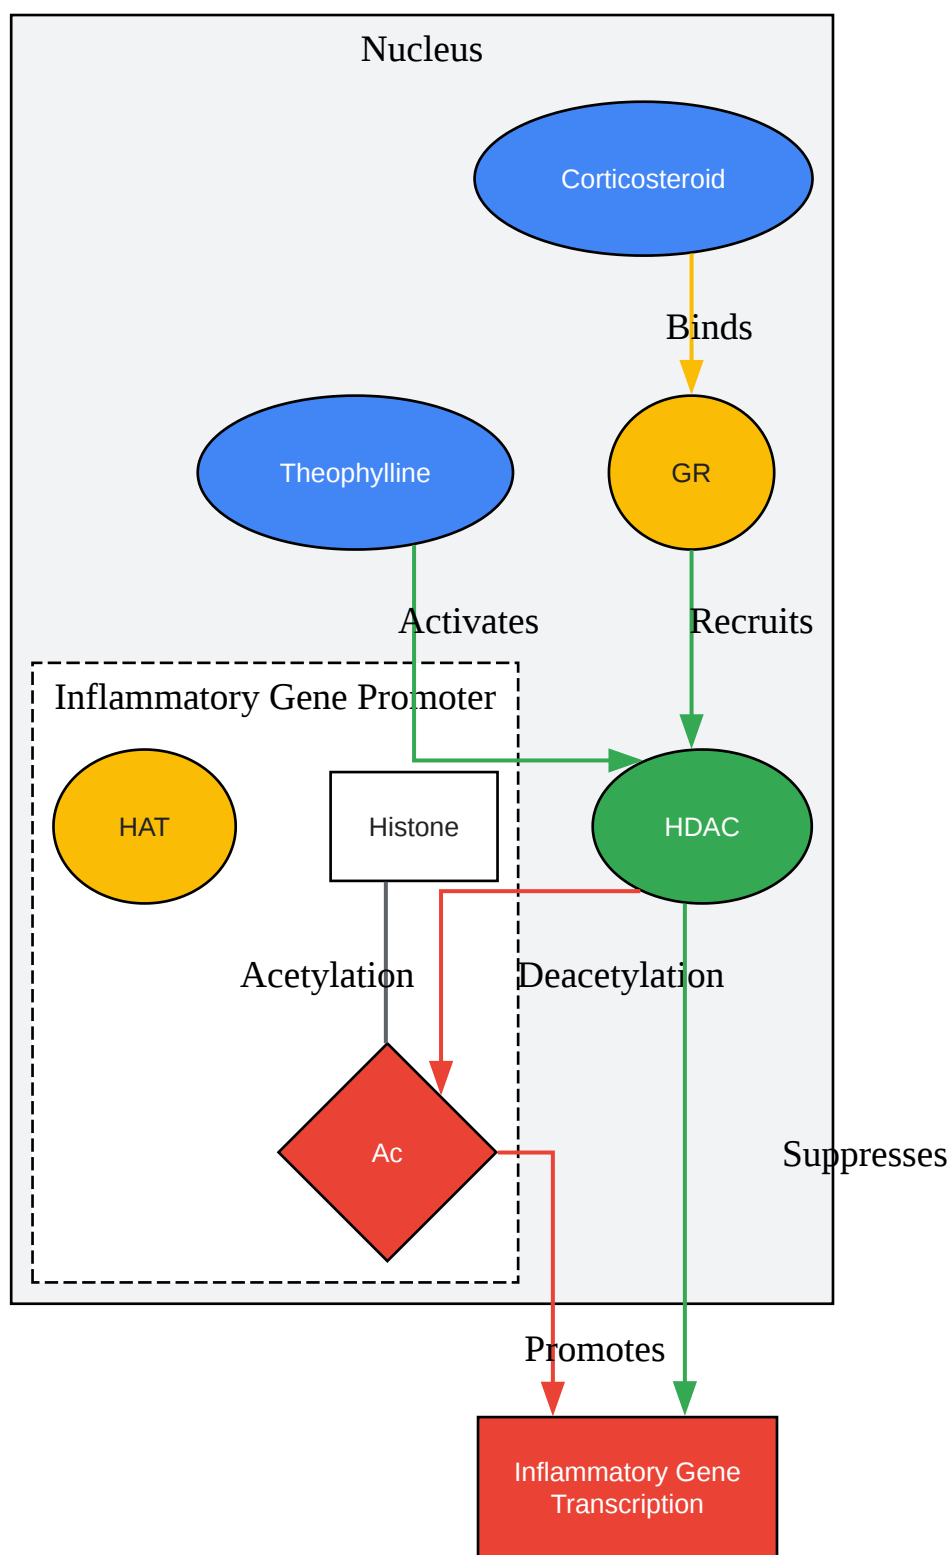 Nucleus
Corticosteroid
Binds
Theophylline
GR
Activates
Recruits
Inflammatory Gene Promoter
HAT
Histone
HDAC
Acetylation
Deacetylation
Ac
Suppresses
Promotes
Inflammatory Gene
Transcription